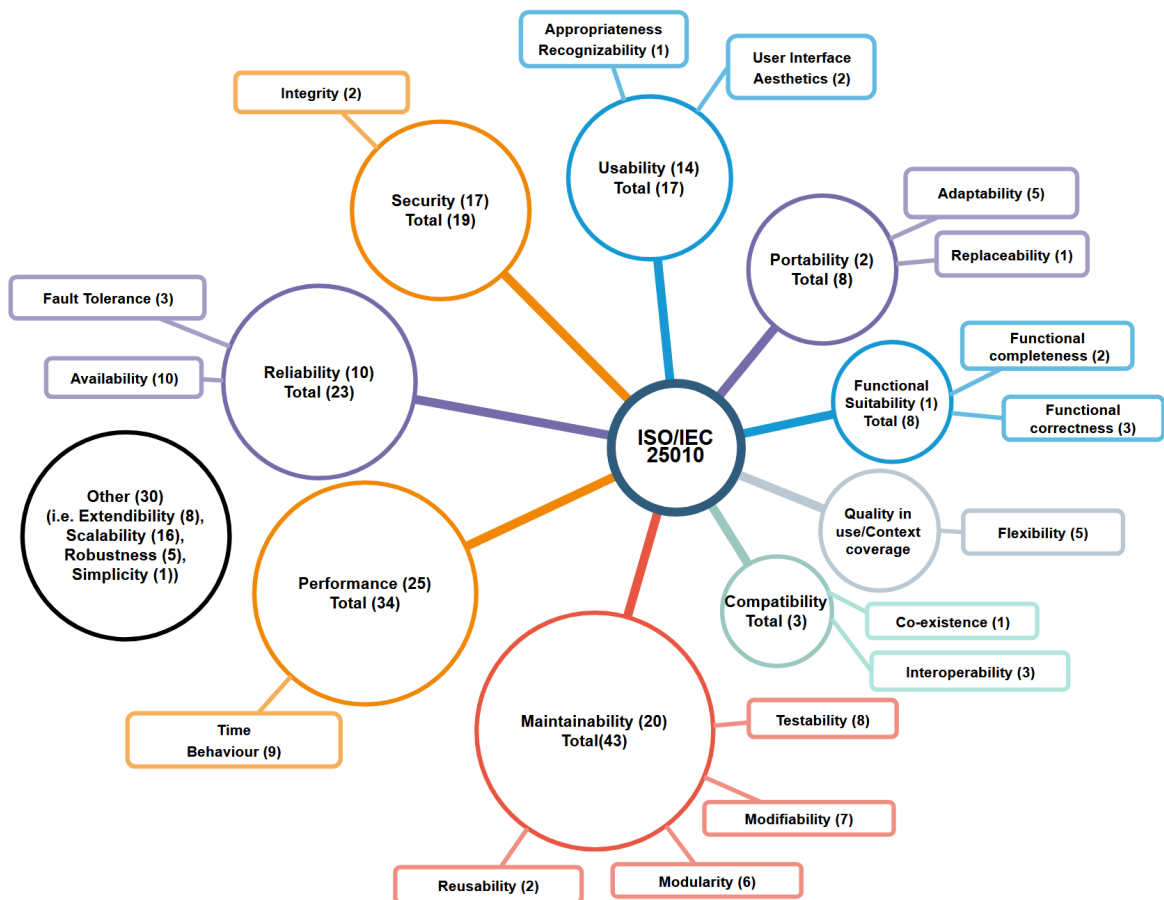 Appropriateness
Recognizability (1)
User Interface
Aesthetics (2)
Integrity (2)
Usability (14)
Total (17)
Security (17)
Total (19)
Adaptability (5)
Replaceability (1)
Portability (2)
Total (8)
Fault Tolerance (3)
Availability (10)
Reliability (10)
Total (23)
Functional
completeness (2)
Functional
correctness (3)
Functional
Suitability (1)
Total (8)
ISO/IEC
25010
Other (30)
(i.e. Extendibility (8),
Scalability (16),
Robustness (5),
Simplicity (1))
Quality in
use/Context
coverage
Flexibility (5)
Performance (25)
Total (34)
Compatibility
Total (3)
Co-existence (1)
Interoperability (3)
Time
Behaviour (9)
Maintainability (20)
Total(43)
Testability (8)
Modifiability (7)
Modularity (6)
Reusability (2)